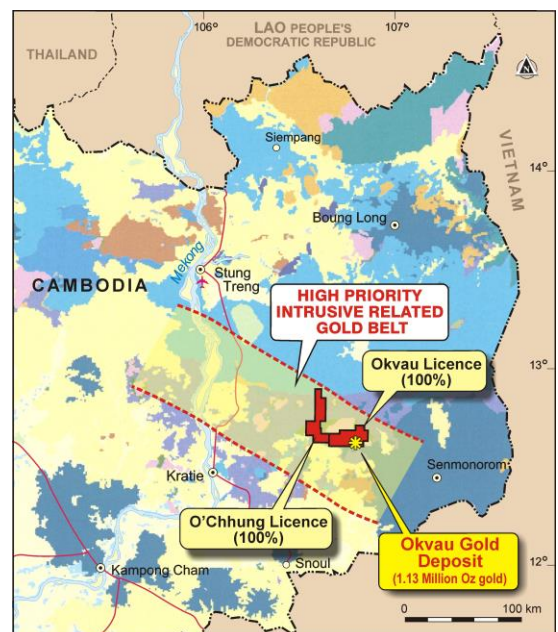 106°
LAO PEOPLE'S
107°
DEMOCRATIC REPUBLIC
THAILAND
N
Siempang
VIETNAM
14°
Boung Long
Mekong
Stung
Treng
CAMBODIA
HIGH PRIORITY
INTRUSIVE RELATED
GOLD BELT
13°
Okvau Licence
(100%)
Kratie
Senmonorom
O'Chhung Licence
(100%)
Okvau Gold
Deposit
(1.13 Million Oz gold)
Kampong Cham
Snoul
12°
0
100 km